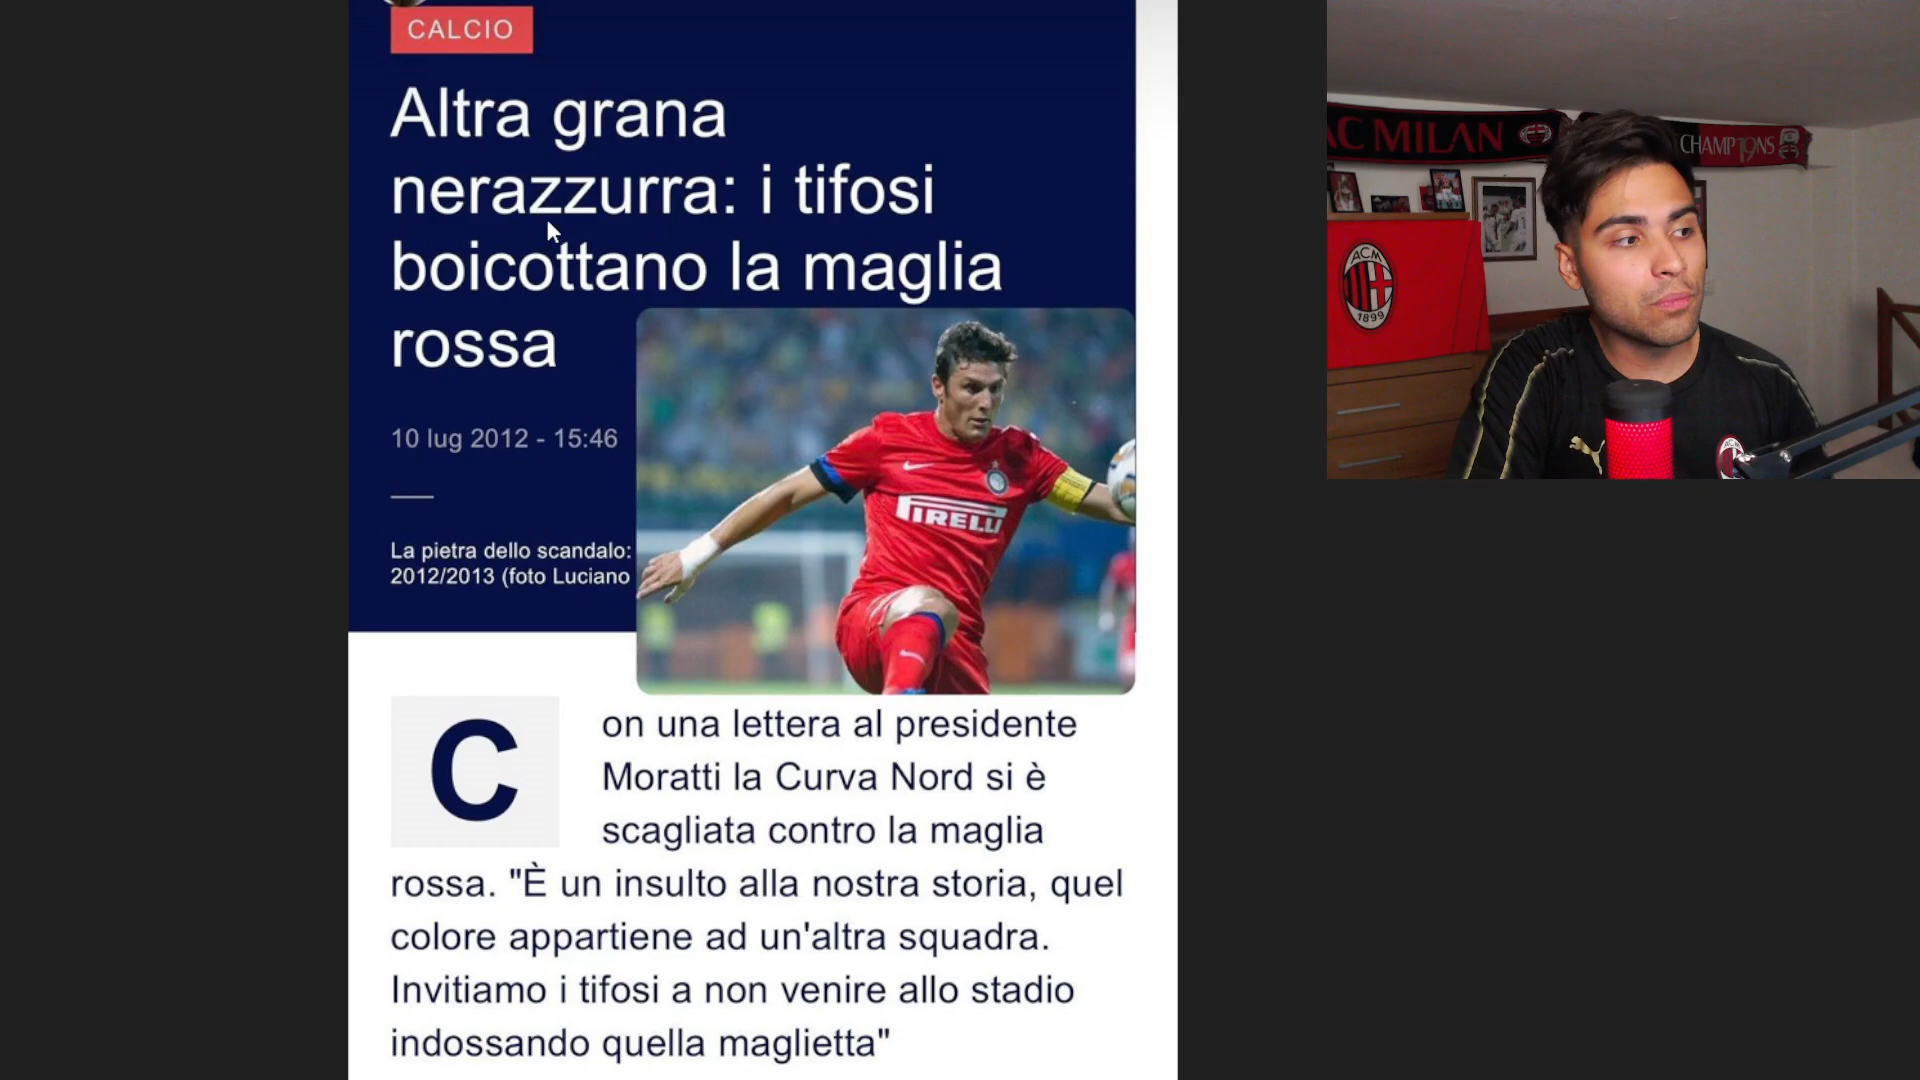 CALCIO
Altra grana
nerazzurra: i tifosi
boicottano la maglia
rossa
10 lug 2012 - 15:46
La pietra dello scandalo:
2012/2013 (foto Luciano
PIRELLI
Con una lettera al presidente
Moratti la Curva Nord si è
scagliata contro la maglia
rossa. "È un insulto alla nostra storia, quel
colore appartiene ad un'altra squadra.
Invitiamo i tifosi a non venire allo stadio
indossando quella maglietta"
AC MILAN
CHAMP19NS
ACM
1899
ACM